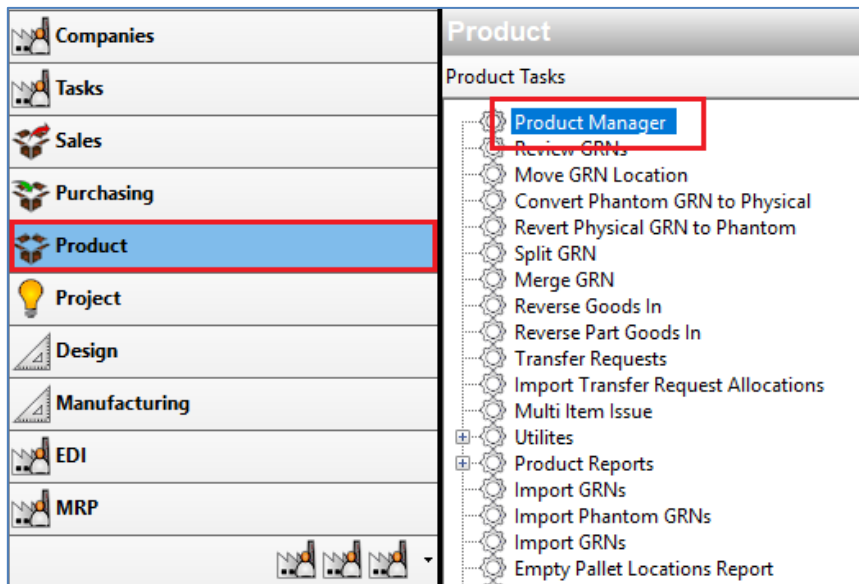 Companies
Tasks
Sales
Purchasing
Product
Project
Design
Manufacturing
EDI
MRP
Product
Product Tasks
Product Manager
Review GRNs
Move GRN Location
Convert Phantom GRN to Physical
Revert Physical GRN to Phantom
Split GRN
Merge GRN
Reverse Goods In
Reverse Part Goods In
Transfer Requests
Import Transfer Request Allocations
Multi Item Issue
Utilites
Product Reports
Import GRNs
Import Phantom GRNs
Import GRNs
Empty Pallet Locations Report